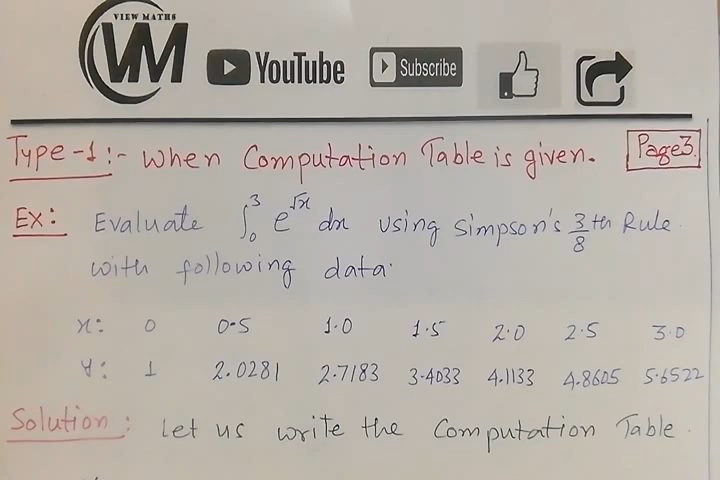 VIEW MATHS
VM YouTube Subscribe
Type-1:- When Computation Table is given. Page3.
Ex: Evaluate ∫₀³ e^√x dx using Simpson's 3/8 th Rule.
with following data.
x: 0 0.5 1.0 1.5 2.0 2.5 3.0
y: 1 2.0281 2.7183 3.4033 4.1133 4.8605 5.6522
Solution: Let us write the Computation Table.